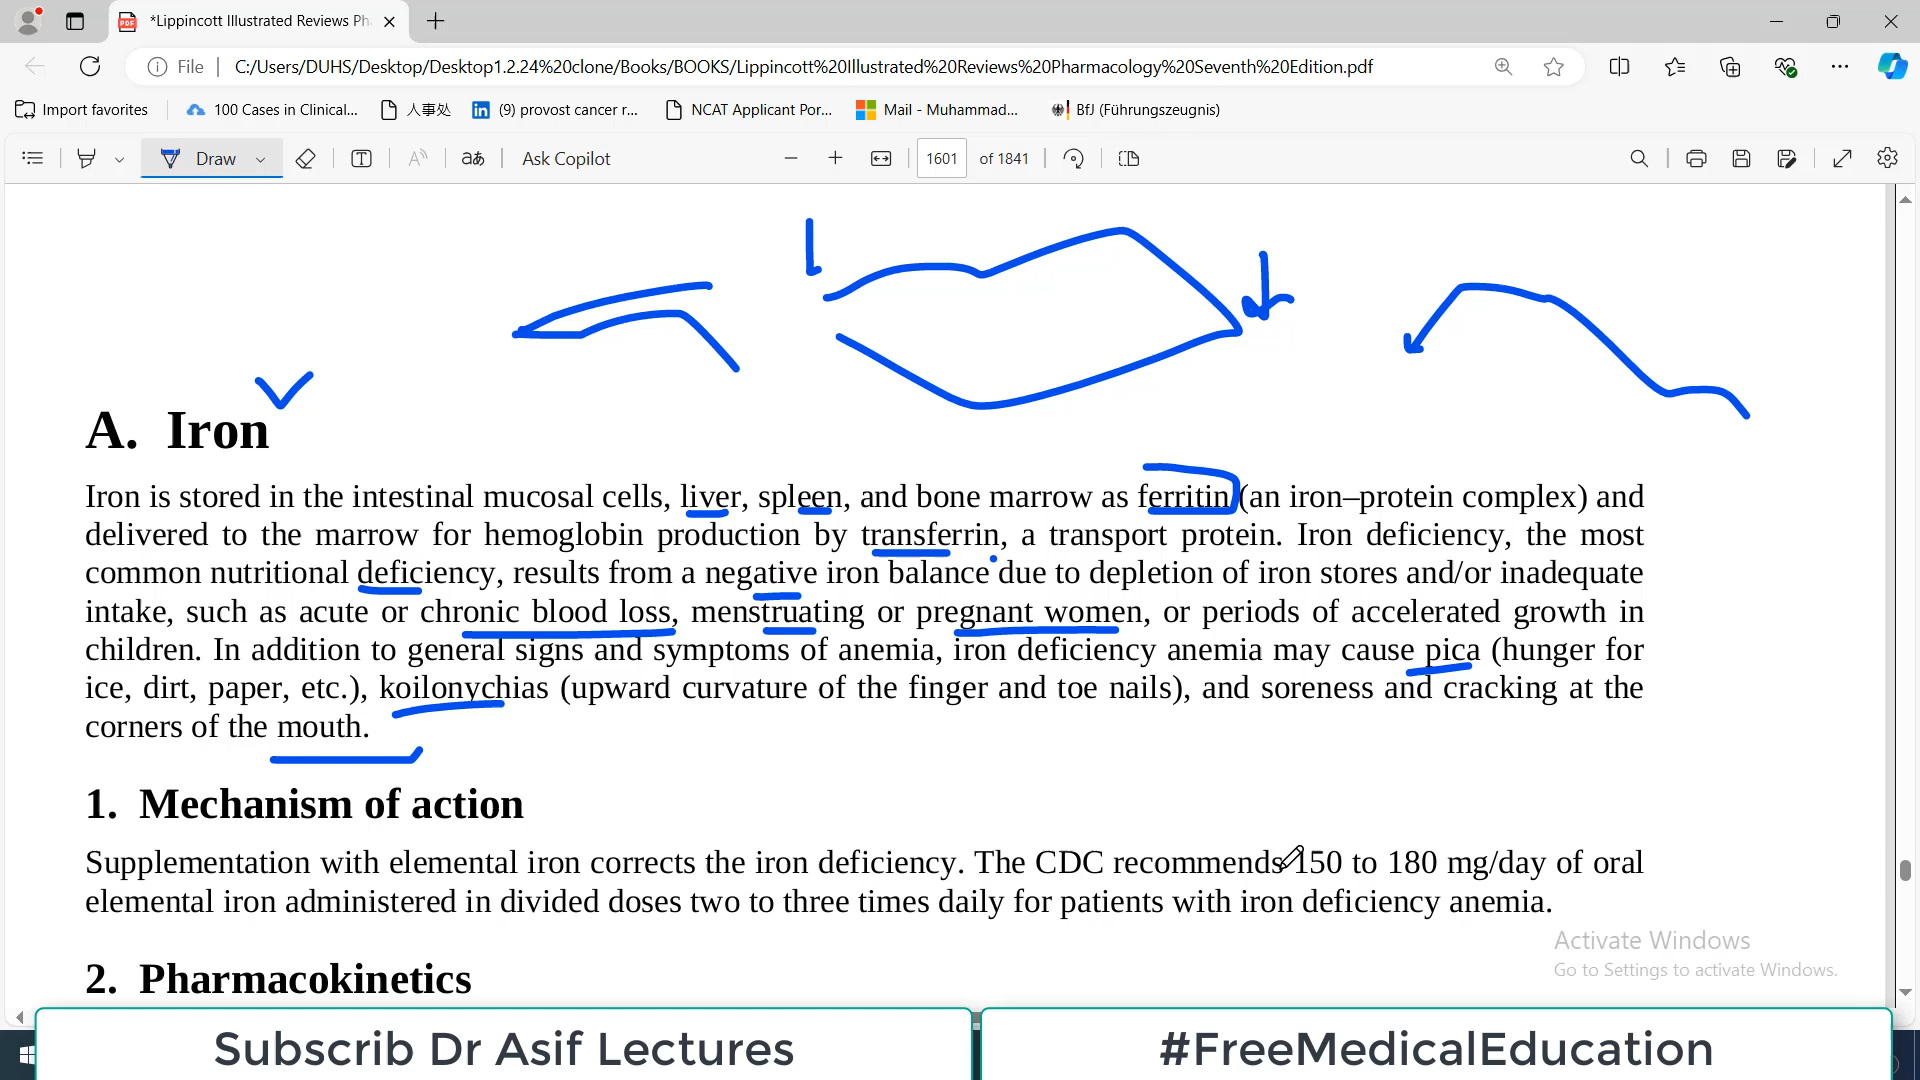 *Lippincott Illustrated Reviews Ph
File
C:/Users/DUHS/Desktop/Desktop1.2.24%20clone/Books/BOOKS/Lippincott%20Illustrated%20Reviews%20Pharmacology%20Seventh%20Edition.pdf
Import favorites
100 Cases in Clinical...
人事处
(9) provost cancer r...
NCAT Applicant Por...
Mail - Muhammad...
BfJ (Führungszeugnis)
Draw
Ask Copilot
1601 of 1841
A. Iron
Iron is stored in the intestinal mucosal cells, liver, spleen, and bone marrow as ferritin (an iron–protein complex) and
delivered to the marrow for hemoglobin production by transferrin, a transport protein. Iron deficiency, the most
common nutritional deficiency, results from a negative iron balance due to depletion of iron stores and/or inadequate
intake, such as acute or chronic blood loss, menstruating or pregnant women, or periods of accelerated growth in
children. In addition to general signs and symptoms of anemia, iron deficiency anemia may cause pica (hunger for
ice, dirt, paper, etc.), koilonychias (upward curvature of the finger and toe nails), and soreness and cracking at the
corners of the mouth.
1. Mechanism of action
Supplementation with elemental iron corrects the iron deficiency. The CDC recommends 150 to 180 mg/day of oral
elemental iron administered in divided doses two to three times daily for patients with iron deficiency anemia.
Activate Windows
Go to Settings to activate Windows.
2. Pharmacokinetics
Subscrib Dr Asif Lectures
#FreeMedicalEducation